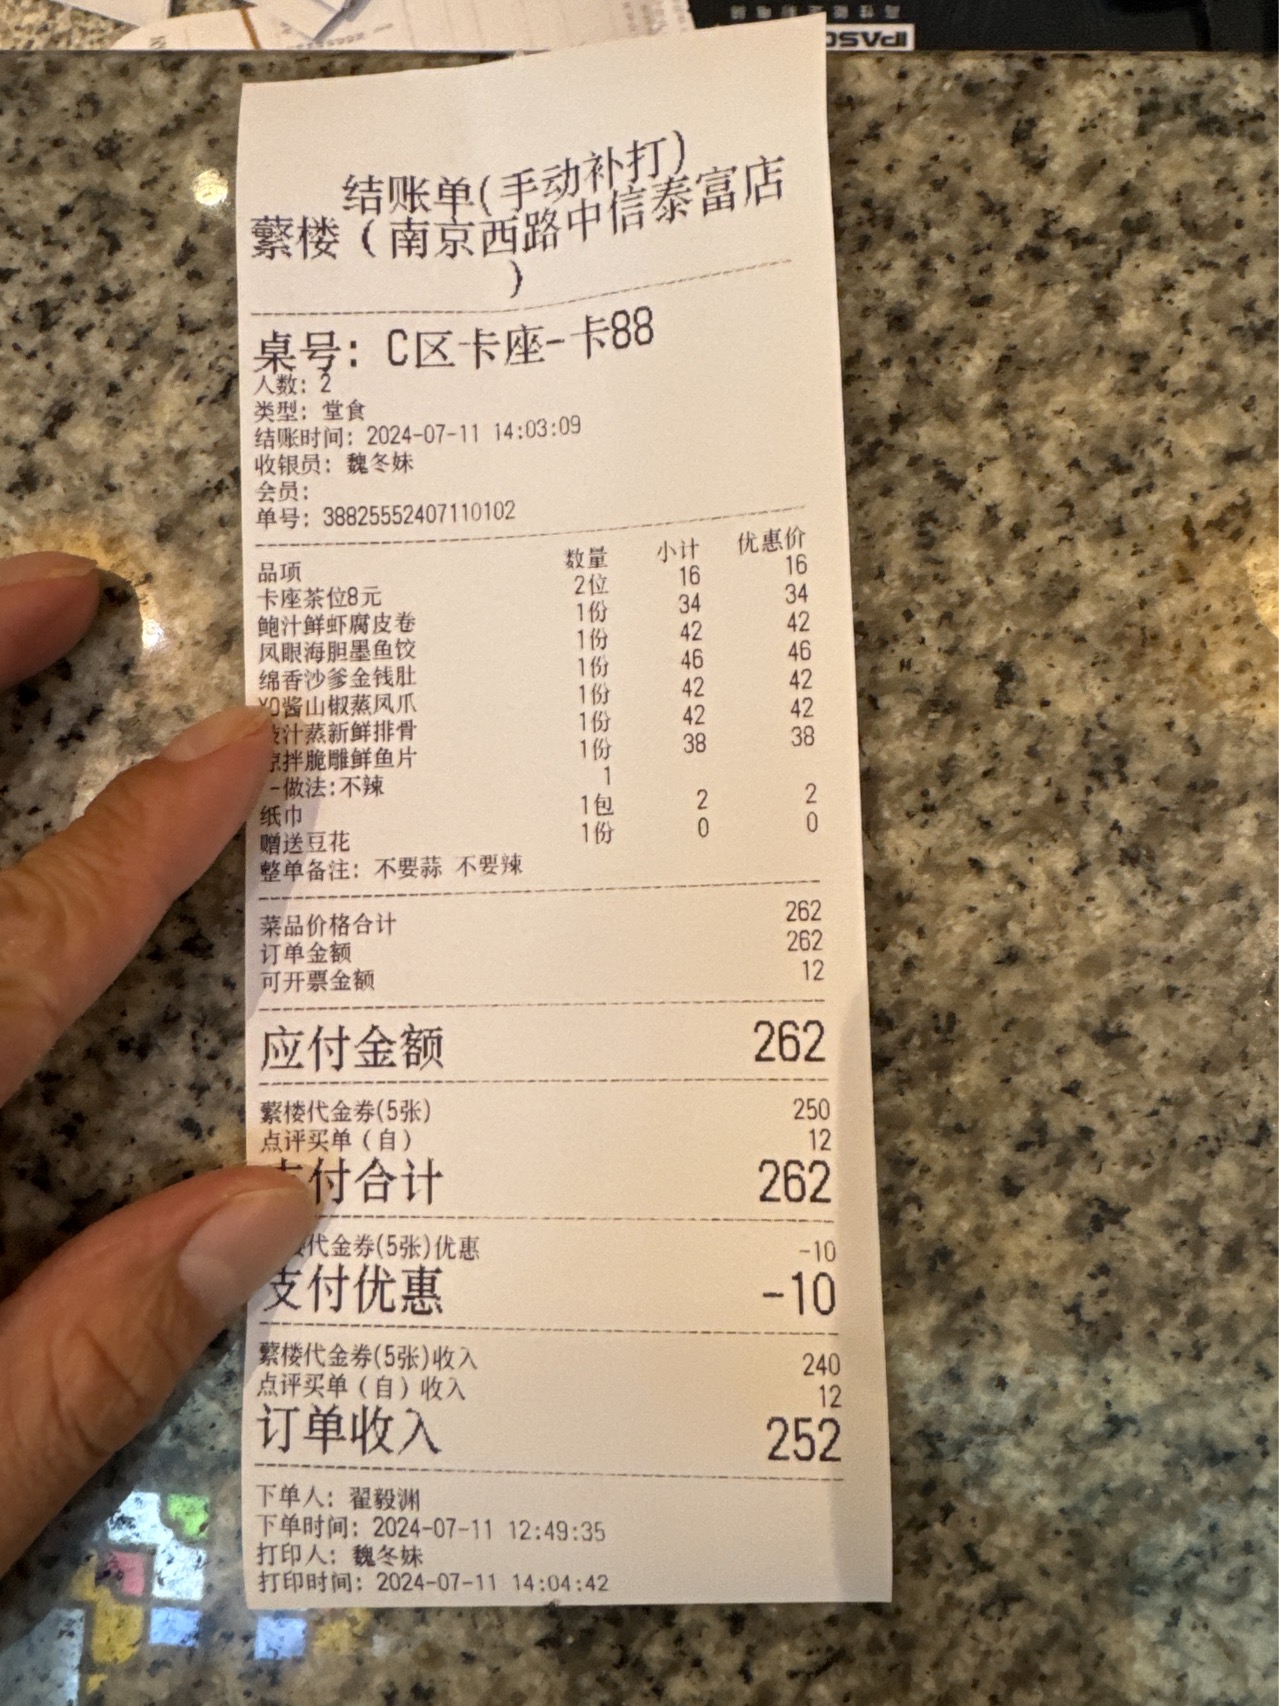 结账单(手动补打)
蘩楼（南京西路中信泰富店
）
桌号: C区卡座-卡88
人数: 2
类型: 堂食
结账时间: 2024-07-11 14:03:09
收银员: 魏冬妹
会员:
单号: 38825552407110102
品项 数量 小计 优惠价
卡座茶位8元 2位 16 16
鲍汁鲜虾腐皮卷 1份 34 34
凤眼海胆墨鱼饺 1份 42 42
绵香沙爹金钱肚 1份 46 46
XO酱山椒蒸凤爪 1份 42 42
汁蒸新鲜排骨 1份 42 42
拌脆雕鲜鱼片 1份 38 38
-做法:不辣 1
纸巾 1包 2 2
赠送豆花 1份 0 0
整单备注: 不要蒜 不要辣
菜品价格合计 262
订单金额 262
可开票金额 12
应付金额 262
蘩楼代金券(5张) 250
点评买单（自） 12
支付合计 262
代金券(5张)优惠 -10
支付优惠 -10
蘩楼代金券(5张)收入 240
点评买单（自）收入 12
订单收入 252
下单人: 翟毅渊
下单时间: 2024-07-11 12:49:35
打印人: 魏冬妹
打印时间: 2024-07-11 14:04:42